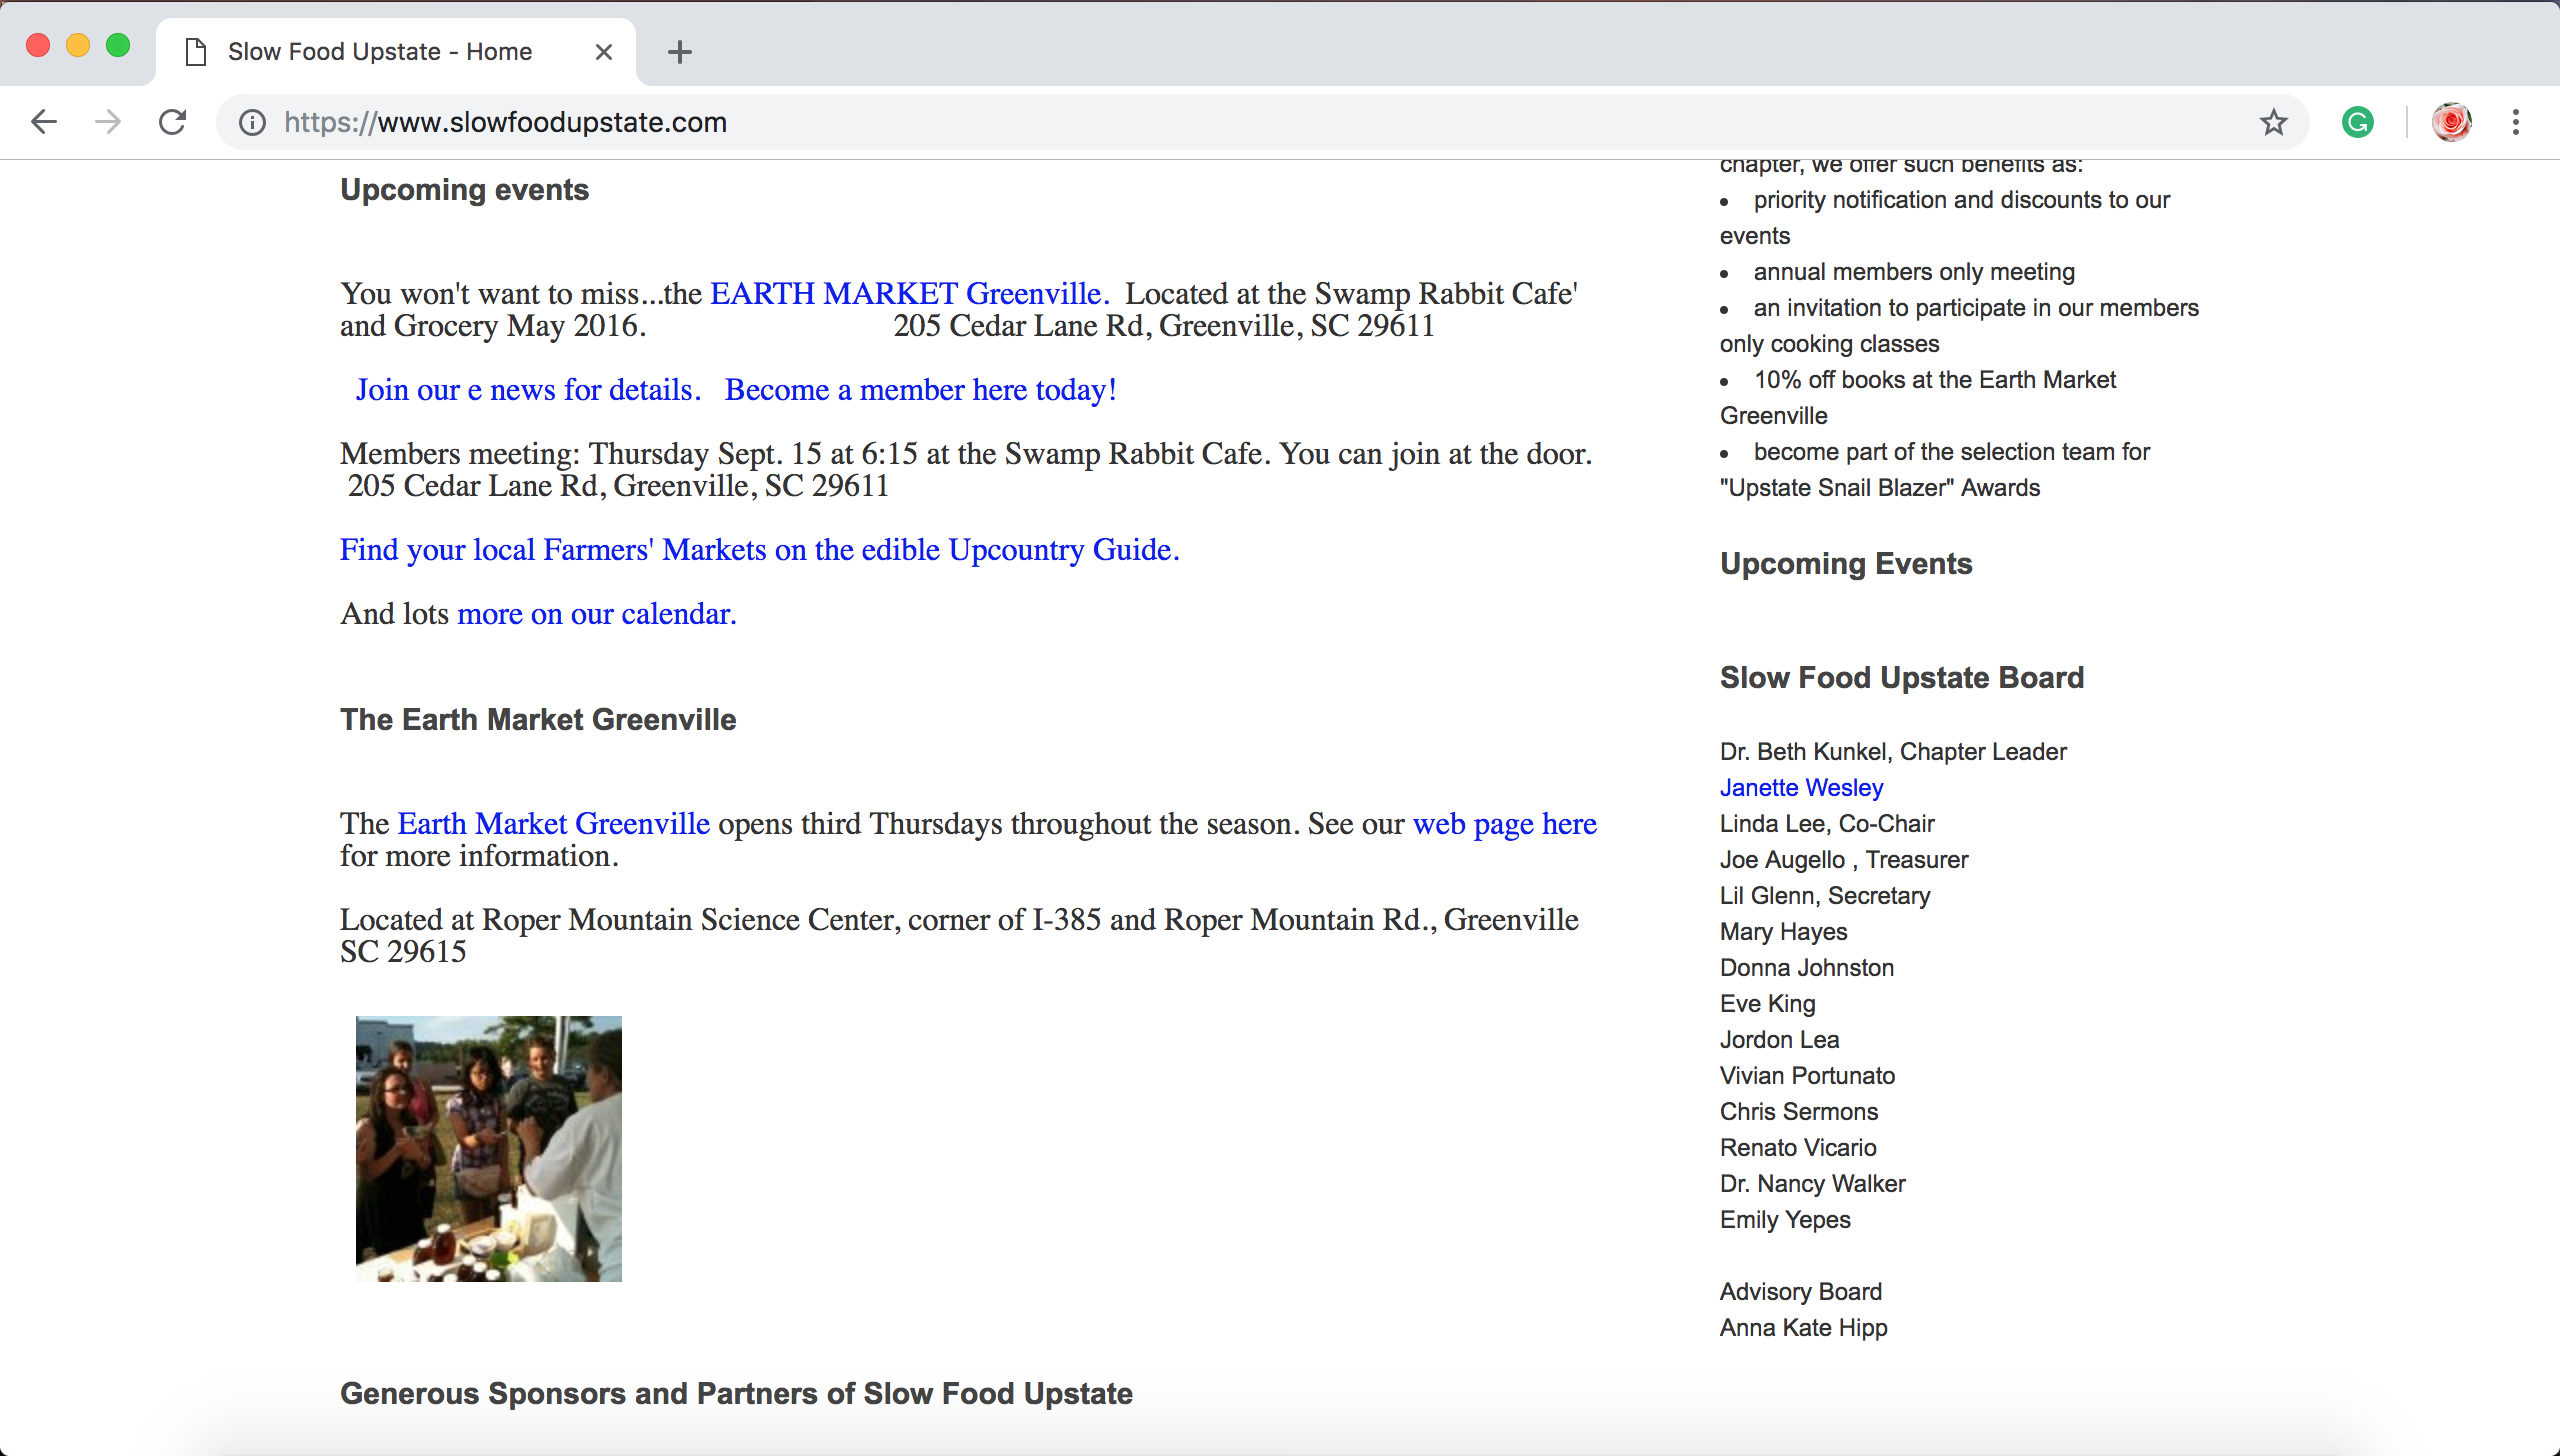 Slow Food Upstate - Home
https://www.slowfoodupstate.com
Upcoming events
You won't want to miss...the EARTH MARKET Greenville.  Located at the Swamp Rabbit Cafe'
and Grocery May 2016. 205 Cedar Lane Rd, Greenville, SC 29611
Join our e news for details. Become a member here today!
Members meeting: Thursday Sept. 15 at 6:15 at the Swamp Rabbit Cafe. You can join at the door.
205 Cedar Lane Rd, Greenville, SC 29611
Find your local Farmers' Markets on the edible Upcountry Guide.
And lots more on our calendar.
The Earth Market Greenville
The Earth Market Greenville opens third Thursdays throughout the season. See our web page here
for more information.
Located at Roper Mountain Science Center, corner of I-385 and Roper Mountain Rd., Greenville
SC 29615
Generous Sponsors and Partners of Slow Food Upstate
chapter, we offer such benefits as:
• priority notification and discounts to our
events
• annual members only meeting
• an invitation to participate in our members
only cooking classes
• 10% off books at the Earth Market
Greenville
• become part of the selection team for
"Upstate Snail Blazer" Awards
Upcoming Events
Slow Food Upstate Board
Dr. Beth Kunkel, Chapter Leader
Janette Wesley
Linda Lee, Co-Chair
Joe Augello , Treasurer
Lil Glenn, Secretary
Mary Hayes
Donna Johnston
Eve King
Jordon Lea
Vivian Portunato
Chris Sermons
Renato Vicario
Dr. Nancy Walker
Emily Yepes
Advisory Board
Anna Kate Hipp